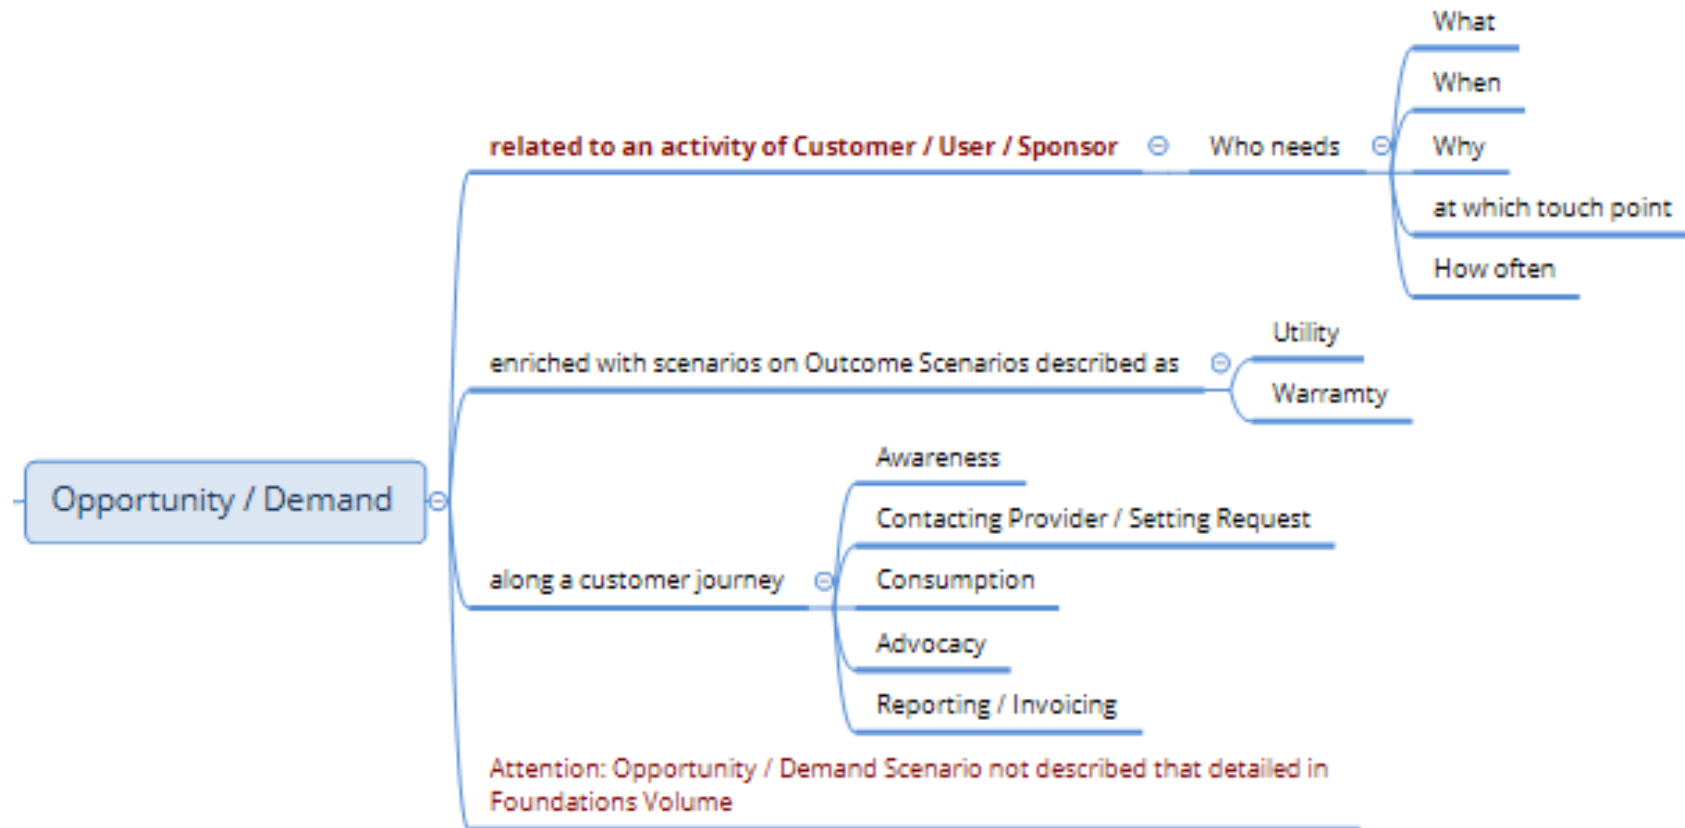 Opportunity / Demand
related to an activity of Customer / User / Sponsor
Who needs
What
When
Why
at which touch point
How often
enriched with scenarios on Outcome Scenarios described as
Utility
Warramty
along a customer journey
Awareness
Contacting Provider / Setting Request
Consumption
Advocacy
Reporting / Invoicing
Attention: Opportunity / Demand Scenario not described that detailed in
Foundations Volume